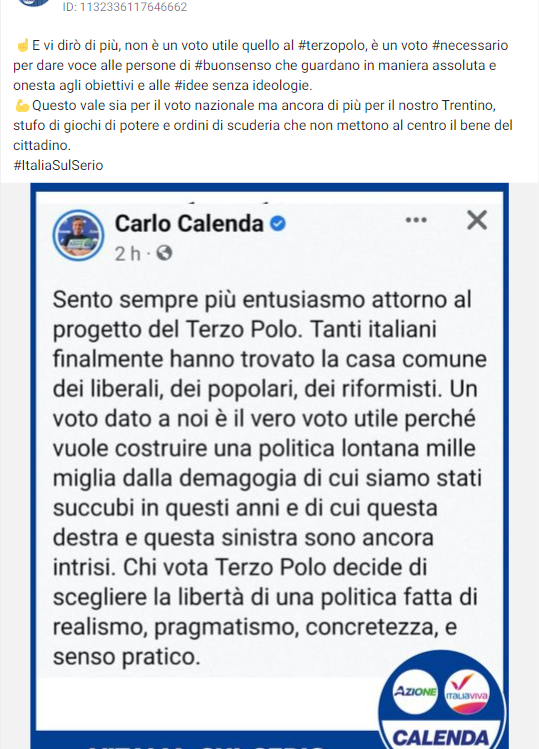 ID: 1132336117646662
☝️E vi dirò di più, non è un voto utile quello al #terzopolo, è un voto #necessario
per dare voce alle persone di #buonsenso che guardano in maniera assoluta e
onesta agli obiettivi e alle #idee senza ideologie.
💪Questo vale sia per il voto nazionale ma ancora di più per il nostro Trentino,
stufo di giochi di potere e ordini di scuderia che non mettono al centro il bene del
cittadino.
#ItaliaSulSerio
Carlo Calenda
2 h ·
Sento sempre più entusiasmo attorno al
progetto del Terzo Polo. Tanti italiani
finalmente hanno trovato la casa comune
dei liberali, dei popolari, dei riformisti. Un
voto dato a noi è il vero voto utile perché
vuole costruire una politica lontana mille
miglia dalla demagogia di cui siamo stati
succubi in questi anni e di cui questa
destra e questa sinistra sono ancora
intrisi. Chi vota Terzo Polo decide di
scegliere la libertà di una politica fatta di
realismo, pragmatismo, concretezza, e
senso pratico.
AZIONE
ITALIAVIVA
CALENDA